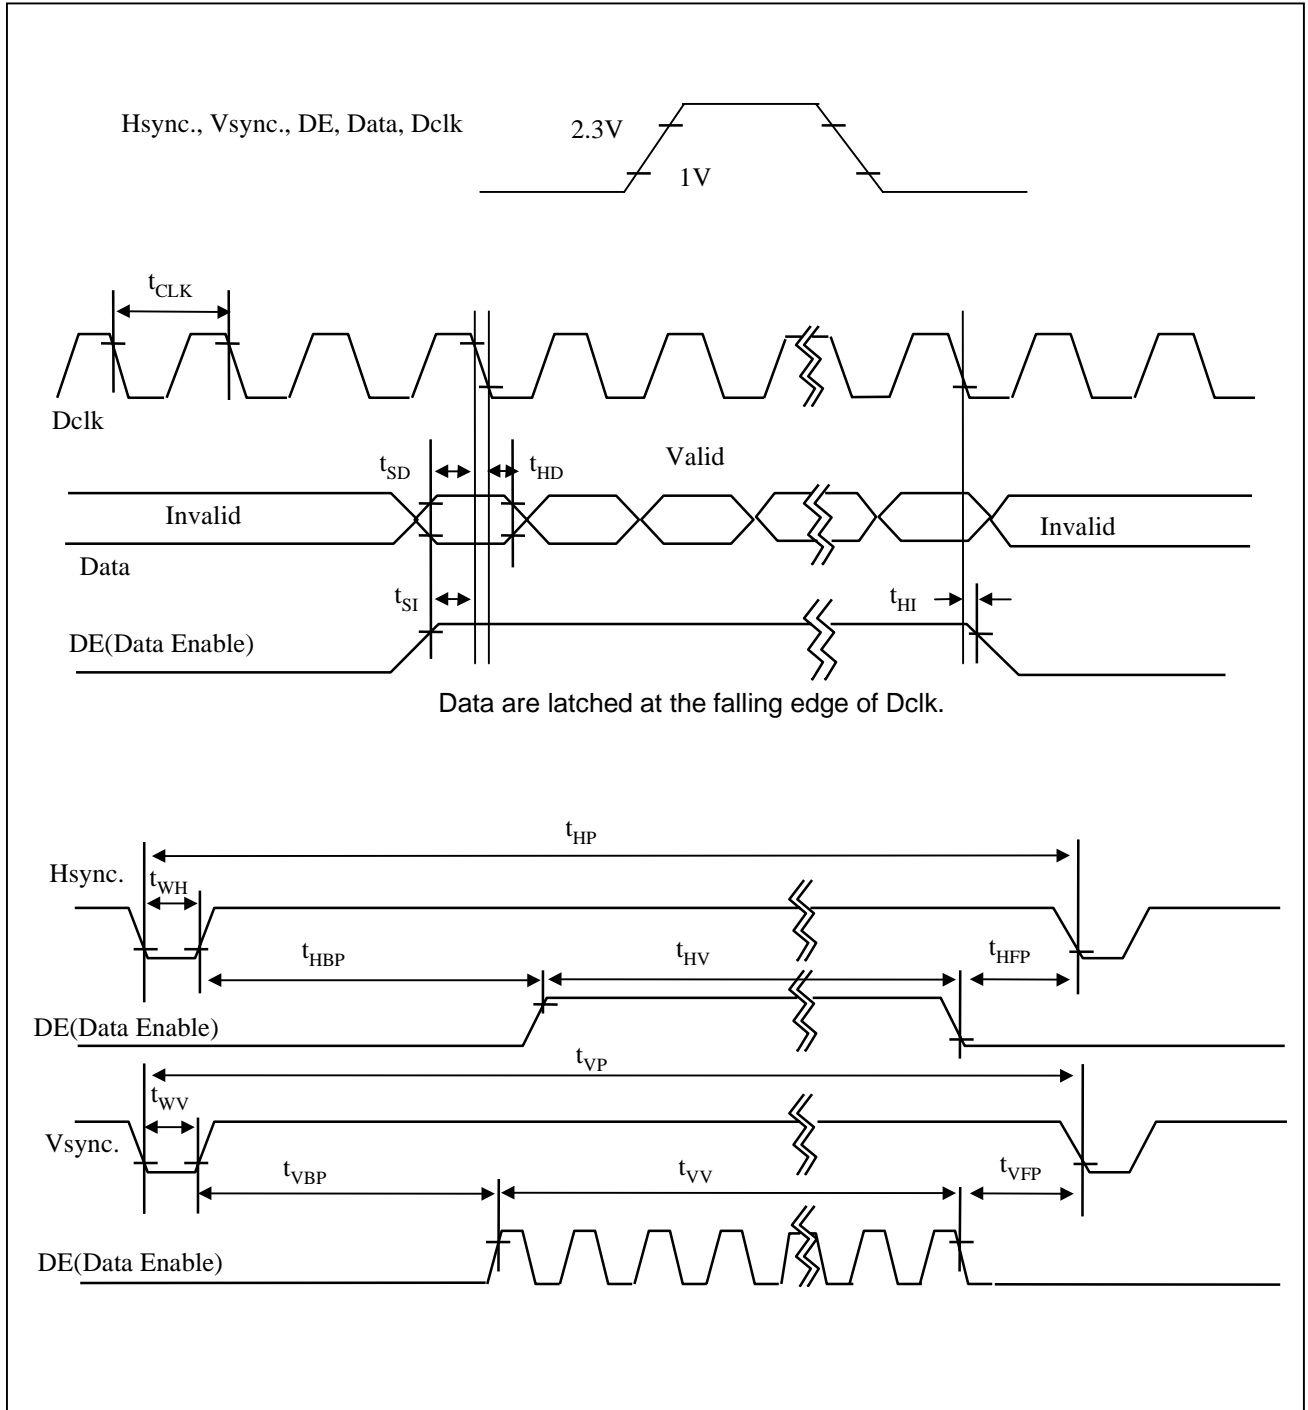 Hsync., Vsync., DE, Data, Dclk
2.3V
1V
tCLK
Dclk
tSD
tHD
Valid
Invalid
Invalid
Data
tSI
tHI
DE(Data Enable)
Data are latched at the falling edge of Dclk.
tHP
Hsync.
tWH
tHBP
tHV
tHFP
DE(Data Enable)
tVP
tWV
Vsync.
tVBP
tVV
tVFP
DE(Data Enable)